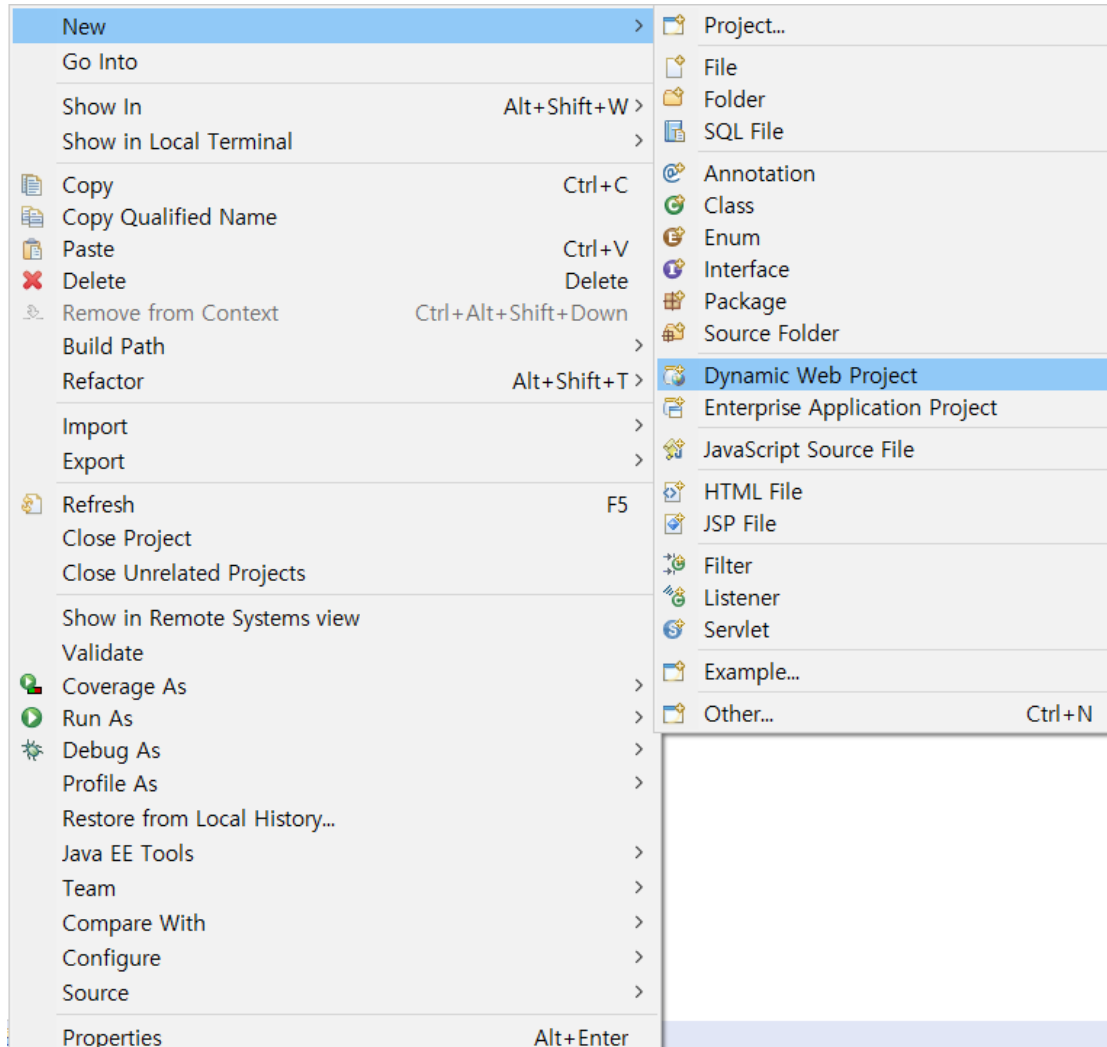 New
Go Into
Show In Alt+Shift+W
Show in Local Terminal
Copy Ctrl+C
Copy Qualified Name
Paste Ctrl+V
Delete Delete
Remove from Context Ctrl+Alt+Shift+Down
Build Path
Refactor Alt+Shift+T
Import
Export
Refresh F5
Close Project
Close Unrelated Projects
Show in Remote Systems view
Validate
Coverage As
Run As
Debug As
Profile As
Restore from Local History...
Java EE Tools
Team
Compare With
Configure
Source
Properties Alt+Enter
Project...
File
Folder
SQL File
Annotation
Class
Enum
Interface
Package
Source Folder
Dynamic Web Project
Enterprise Application Project
JavaScript Source File
HTML File
JSP File
Filter
Listener
Servlet
Example...
Other... Ctrl+N